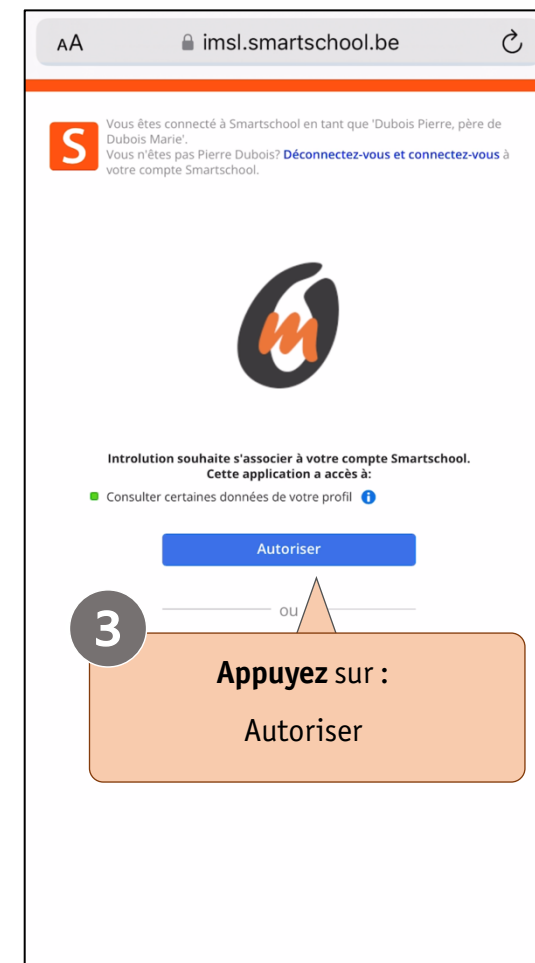 AA imsl.smartschool.be
S
Vous êtes connecté à Smartschool en tant que 'Dubois Pierre, père de
Dubois Marie'.
Vous n'êtes pas Pierre Dubois? Déconnectez-vous et connectez-vous à
votre compte Smartschool.
m
Introlution souhaite s'associer à votre compte Smartschool.
Cette application a accès à:
Consulter certaines données de votre profil i
Autoriser
ou
3
Appuyez sur :
Autoriser